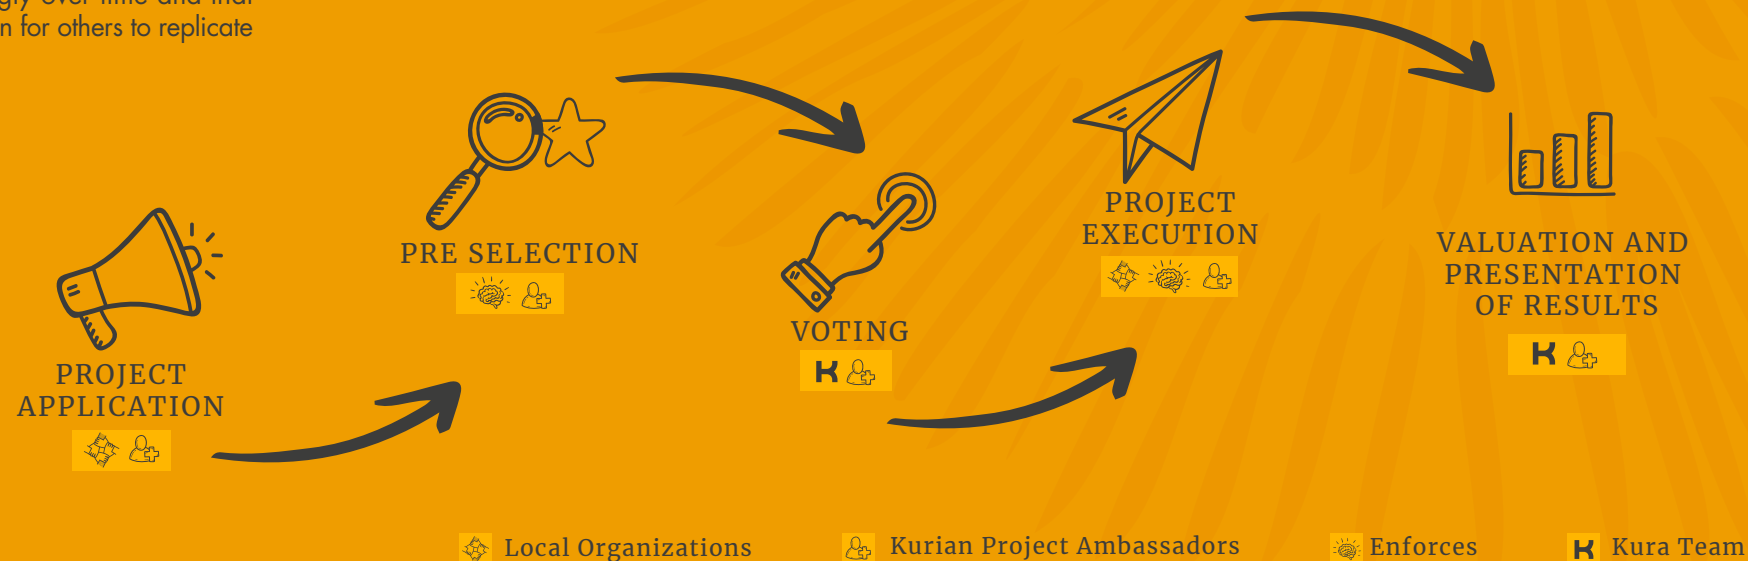 n for others to replicate
PRE SELECTION
PROJECT
EXECUTION
VALUATION AND
PRESENTATION
OF RESULTS
VOTING
K
PROJECT
APPLICATION
K
Local Organizations
Kurian Project Ambassadors
Enforces
K Kura Team